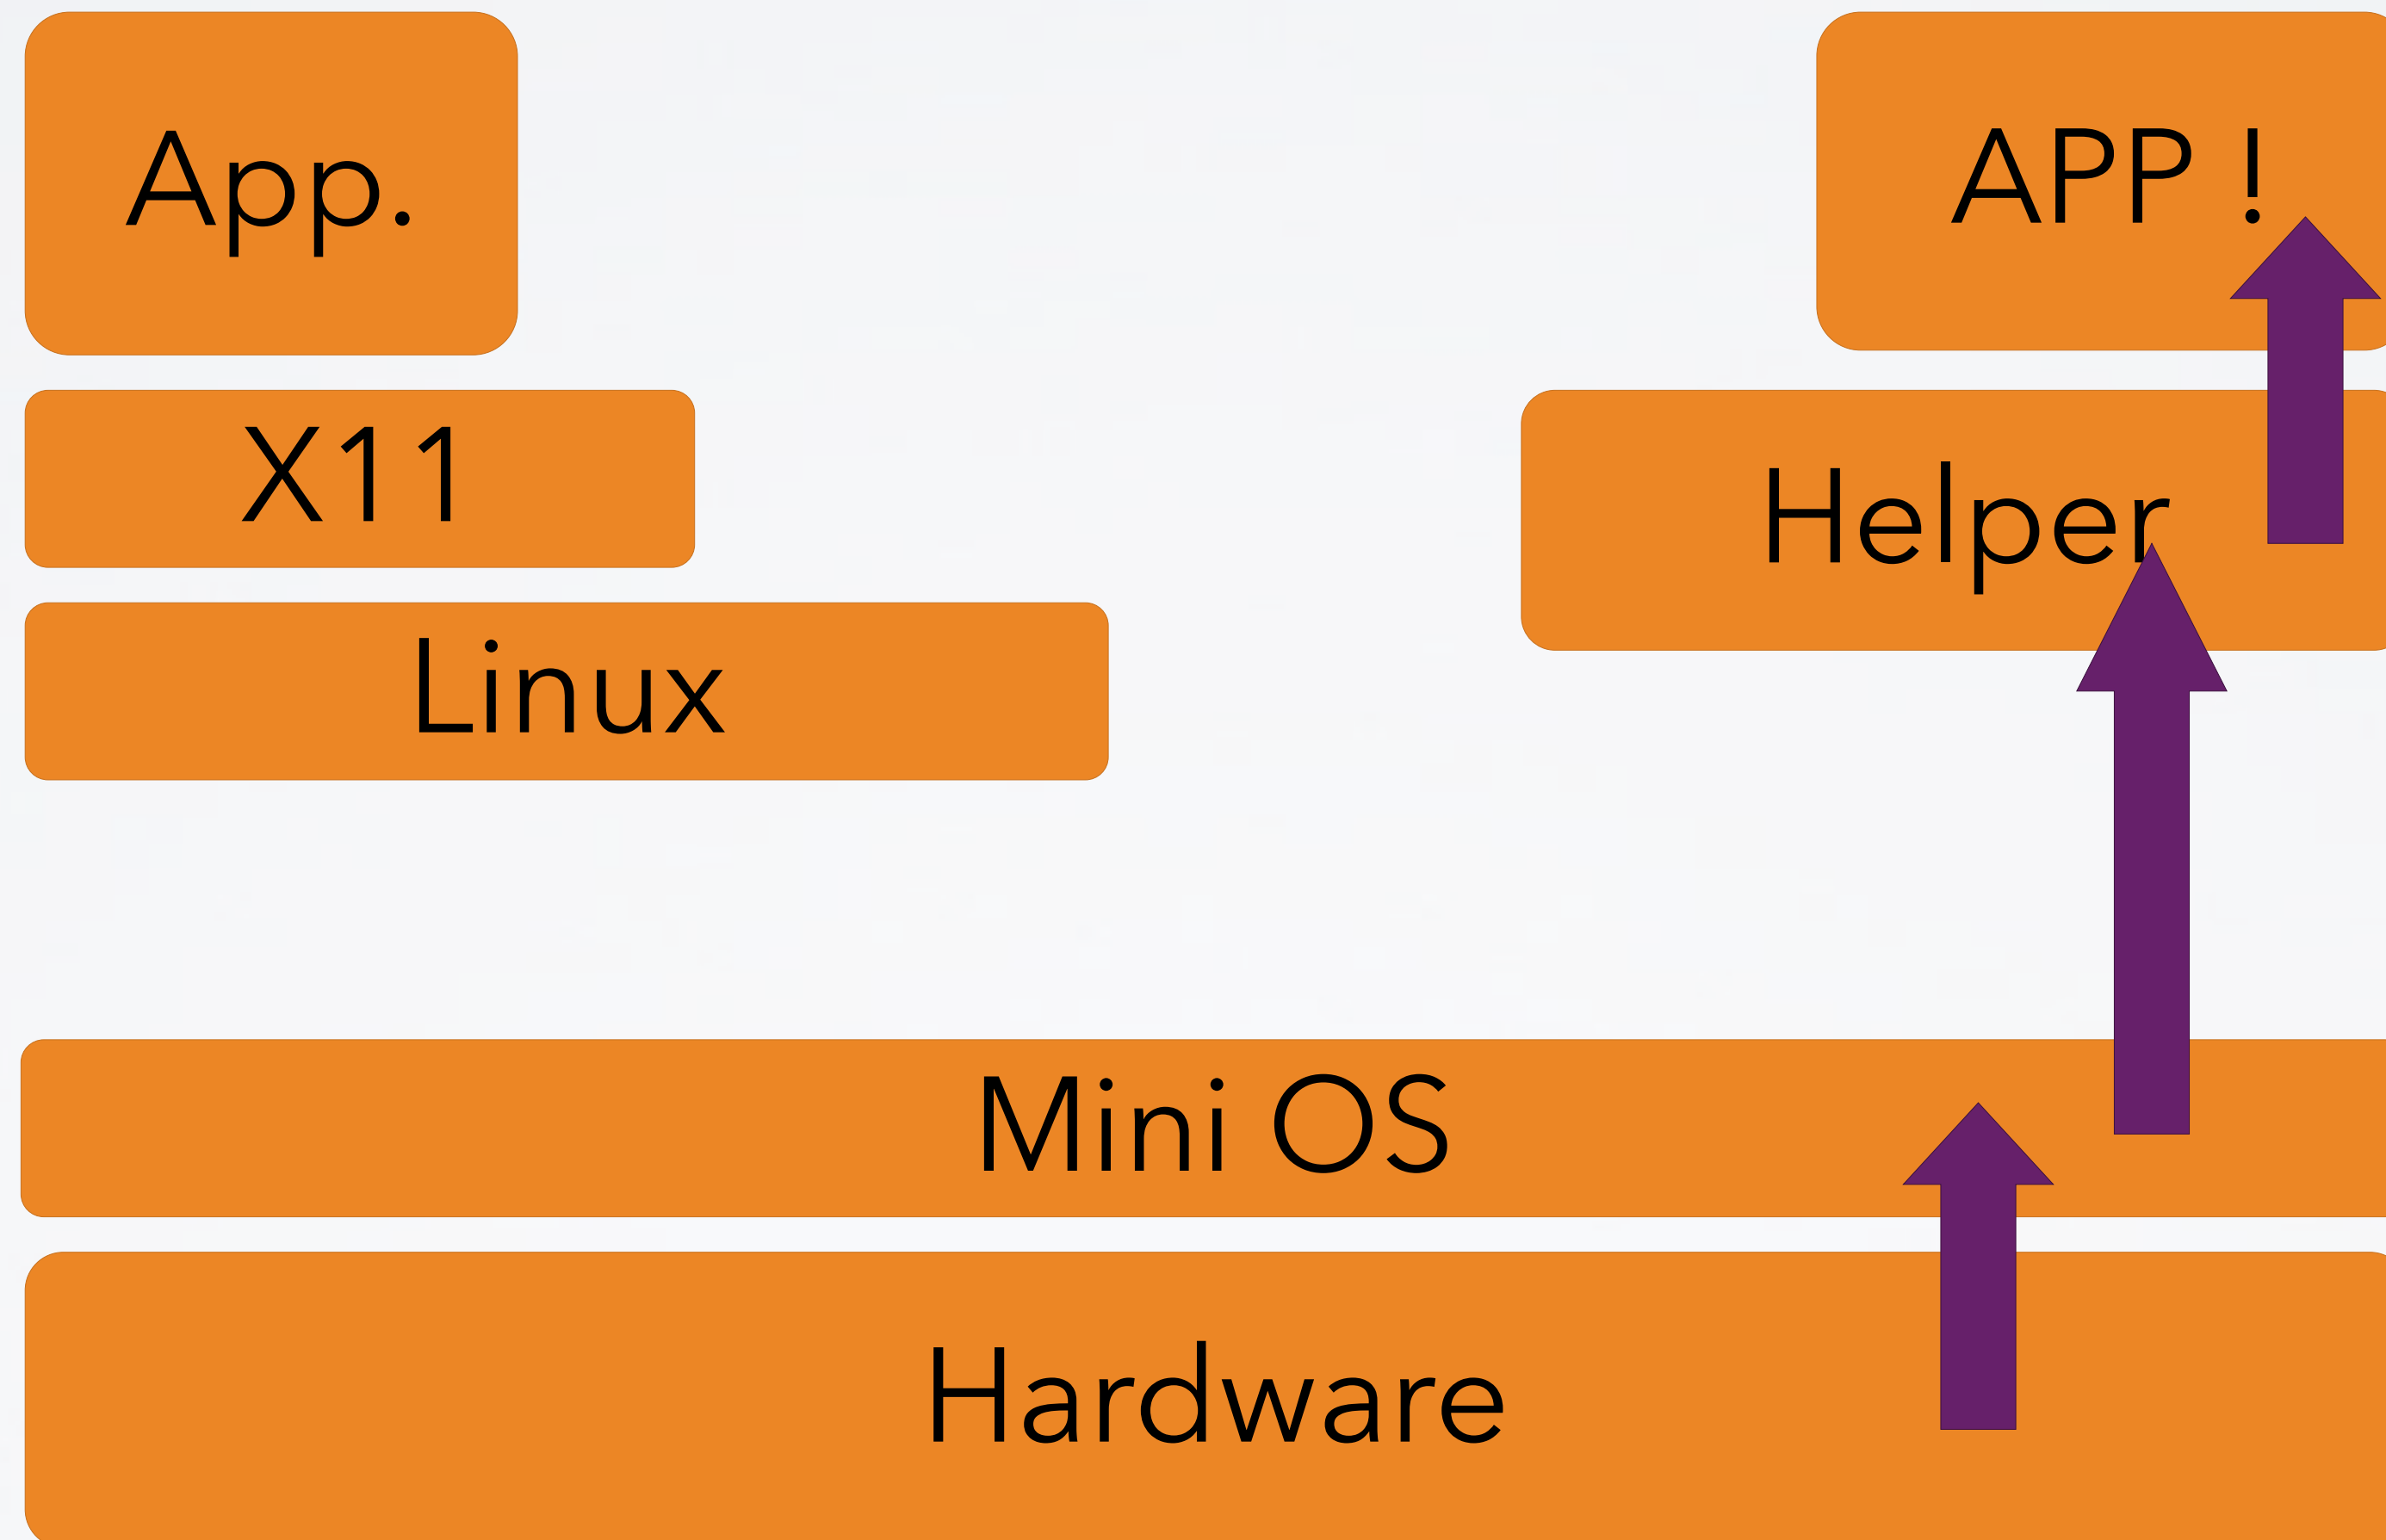 App.
APP !
X11
Helper
Linux
Mini OS
Hardware